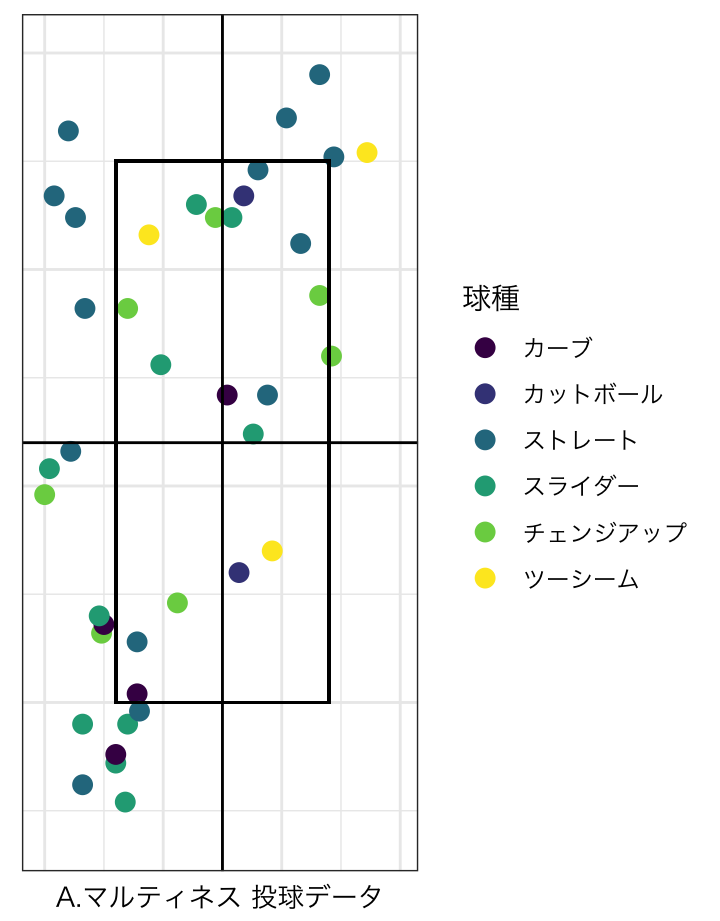 球種
カーブ
カットボール
ストレート
スライダー
チェンジアップ
ツーシーム
A.マルティネス 投球データ